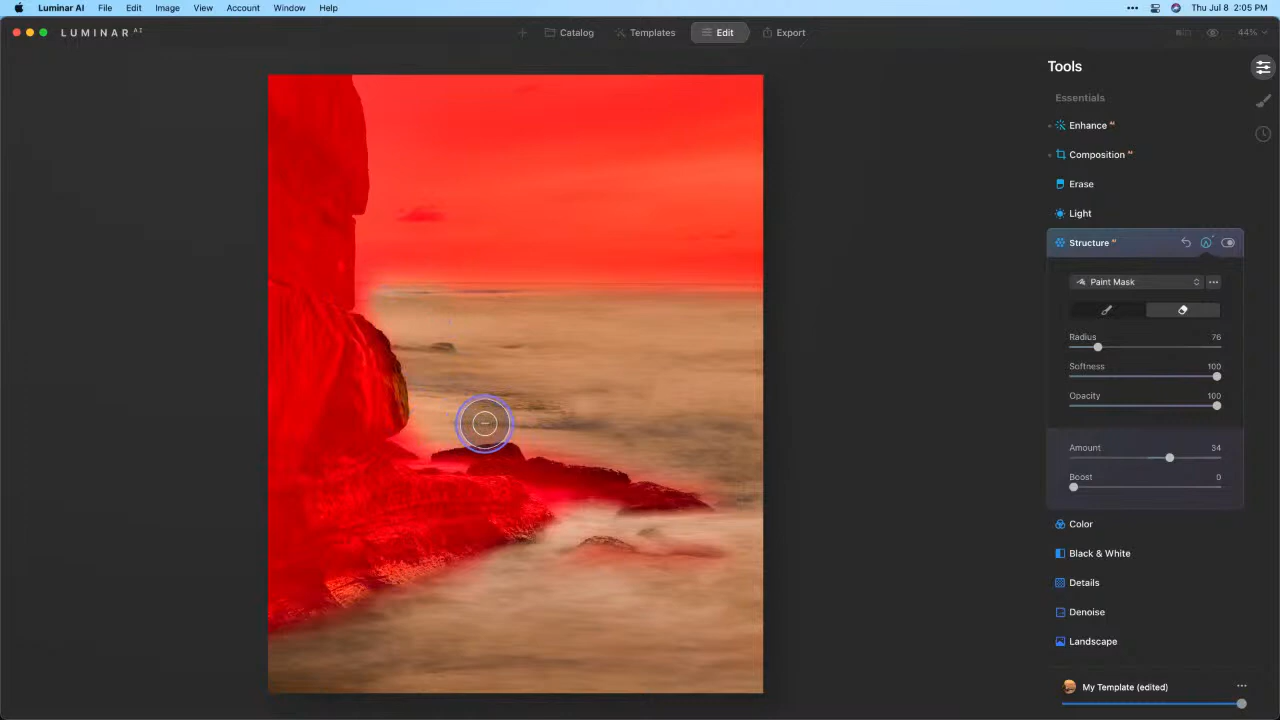 Luminar AI File Edit Image View Account Window Help
Thu Jul 8 2:05 PM
LUMINAR AI
Catalog Templates Edit Export
44%
Tools
Essentials
Enhance AI
Composition AI
Erase
Light
Structure AI
Paint Mask
Radius 76
Softness 100
Opacity 100
Amount 34
Boost 0
Color
Black & White
Details
Denoise
Landscape
My Template (edited)